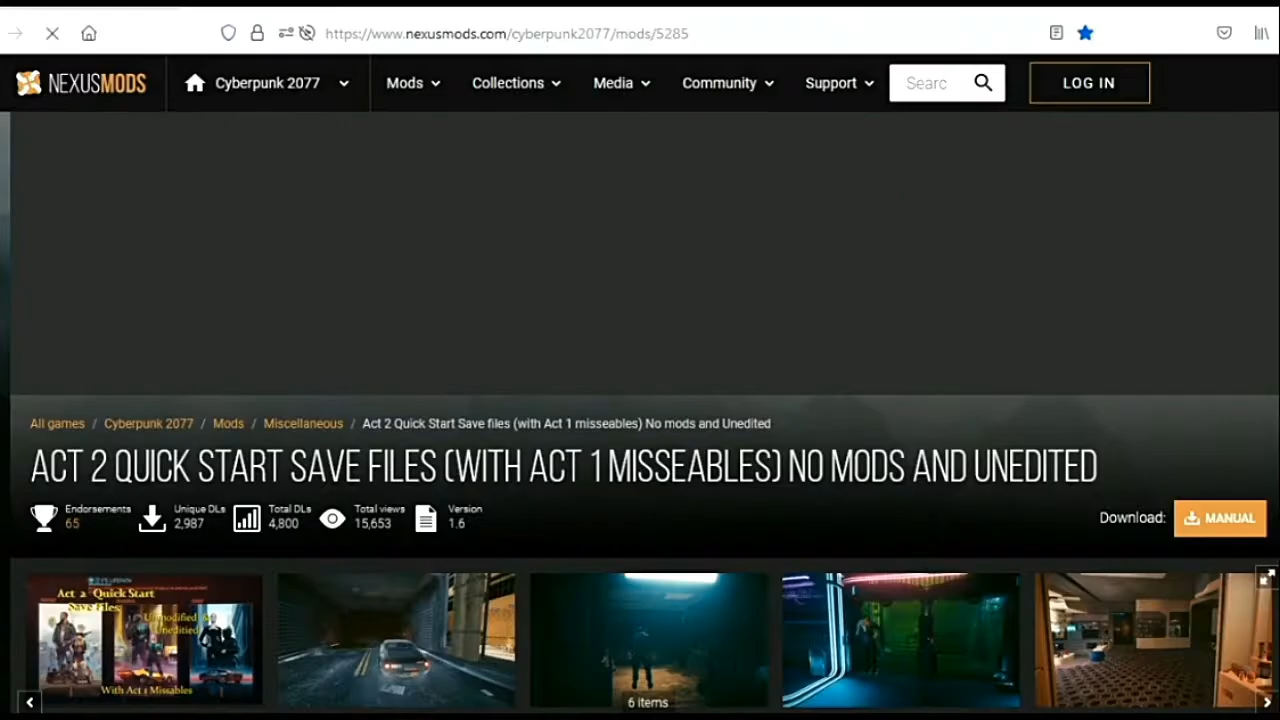 https://www.nexusmods.com/cyberpunk2077/mods/5285
NEXUSMODS Cyberpunk 2077 Mods Collections Media Community Support Searc LOG IN
All games / Cyberpunk 2077 / Mods / Miscellaneous / Act 2 Quick Start Save files (with Act 1 misseables) No mods and Unedited
ACT 2 QUICK START SAVE FILES (WITH ACT 1 MISSEABLES) NO MODS AND UNEDITED
Endorsements Unique DLs Total DLs Total views Version
65 2,987 4,800 15,653 1.6
Download: MANUAL
Act 2 Quick Start
Save Files
With Act 1 Missables
6 items